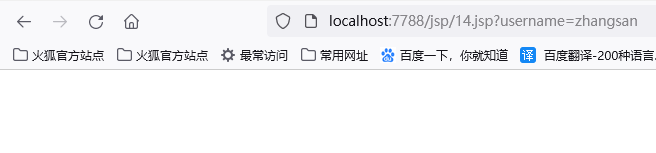 localhost:7788/jsp/14.jsp?username=zhangsan
火狐官方站点 火狐官方站点 最常访问 常用网址 百度一下，你就知道 译 百度翻译-200种语言